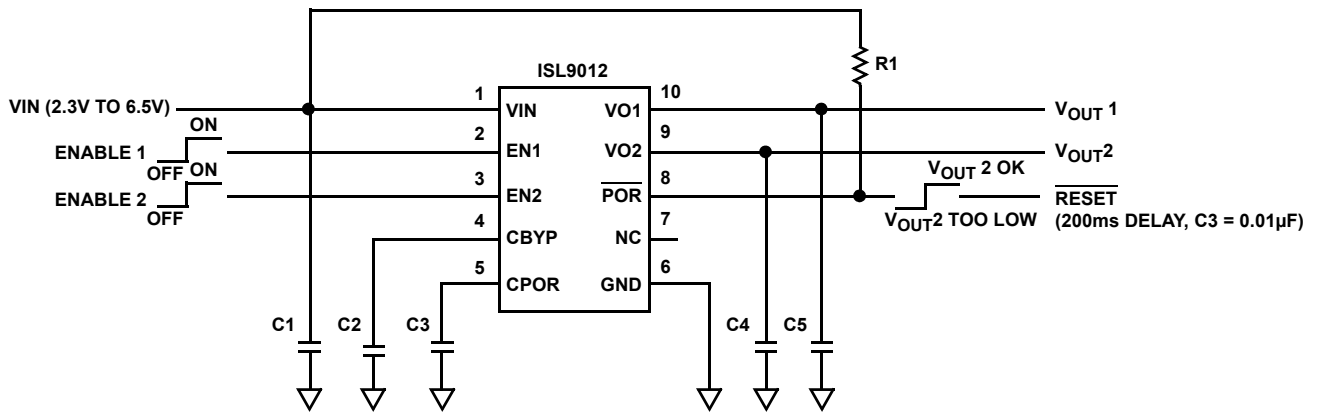 ISL9012
R1
VIN (2.3V TO 6.5V)
1
VIN
VO1
10
VOUT 1
ON
ENABLE 1
OFF
2
EN1
VO2
9
VOUT2
ON
ENABLE 2
OFF
3
EN2
POR
8
VOUT 2 OK
VOUT2 TOO LOW
RESET
(200ms DELAY, C3 = 0.01µF)
4
CBYP
NC
7
5
CPOR
GND
6
C1
C2
C3
C4
C5